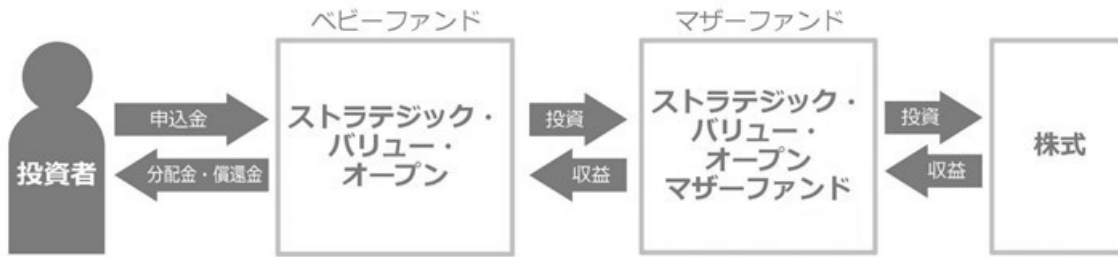 ベビーファンド
マザーファンド
投資者
申込金
分配金・償還金
ストラテジック・
バリュー・
オープン
投資
収益
ストラテジック・
バリュー・
オープン
マザーファンド
投資
収益
株式